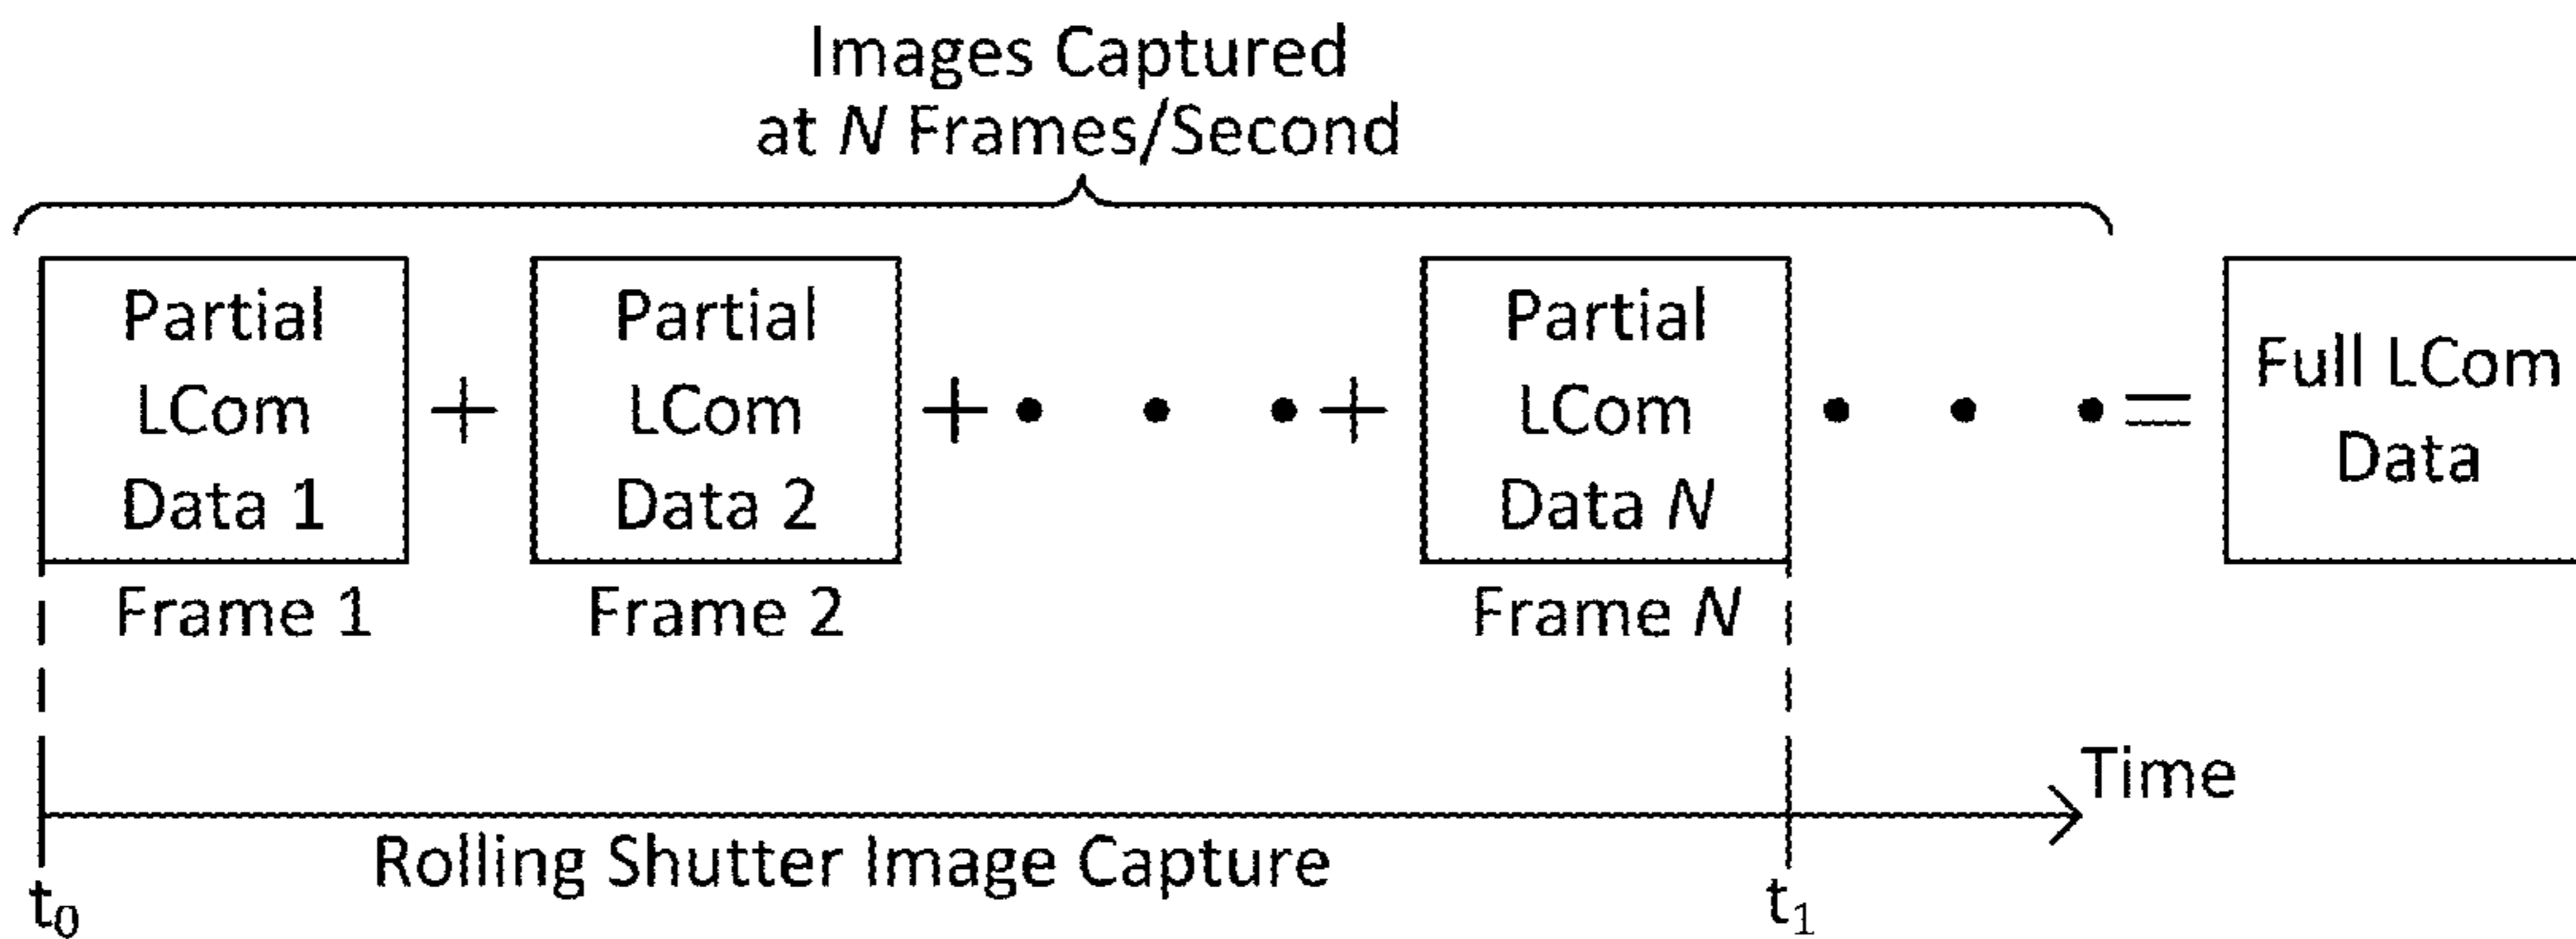 Images Captured
at N Frames/Second
Partial
LCom
Data 1
+
Partial
LCom
Data 2
+ • • • +
Partial
LCom
Data N
• • • =
Full LCom
Data
Frame 1
Frame 2
Frame N
Time
Rolling Shutter Image Capture
t₀
t₁